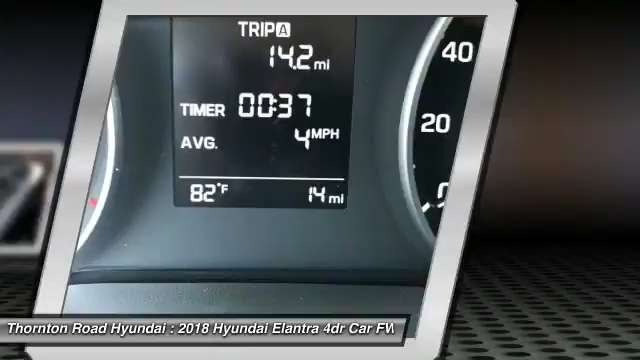 TRIP A
14.2 mi
TIMER 00:37
AVG. 4 MPH
82°F 14 mi
40
20
0
Thornton Road Hyundai : 2018 Hyundai Elantra 4dr Car FW